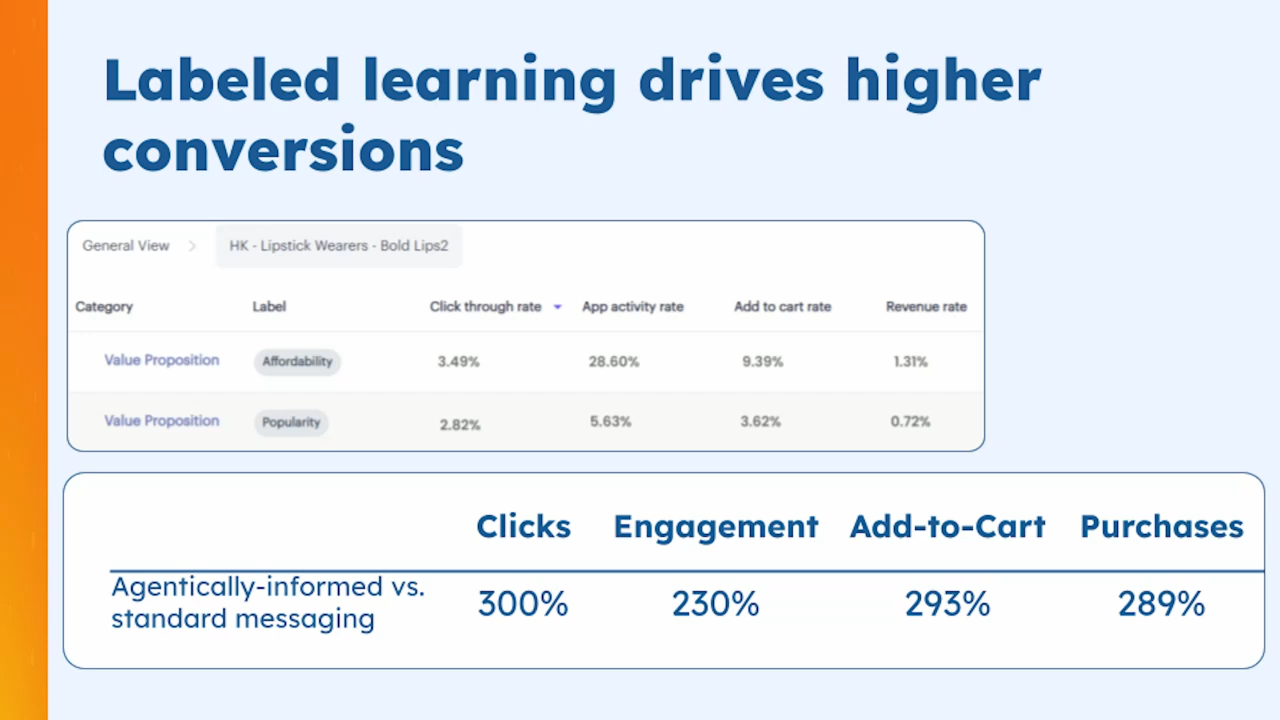 Labeled learning drives higher
conversions
General View > HK - Lipstick Wearers - Bold Lips2
Category Label Click through rate App activity rate Add to cart rate Revenue rate
Value Proposition Affordability 3.49% 28.60% 9.39% 1.31%
Value Proposition Popularity 2.82% 5.63% 3.62% 0.72%
Clicks Engagement Add-to-Cart Purchases
Agentically-informed vs.
standard messaging 300% 230% 293% 289%